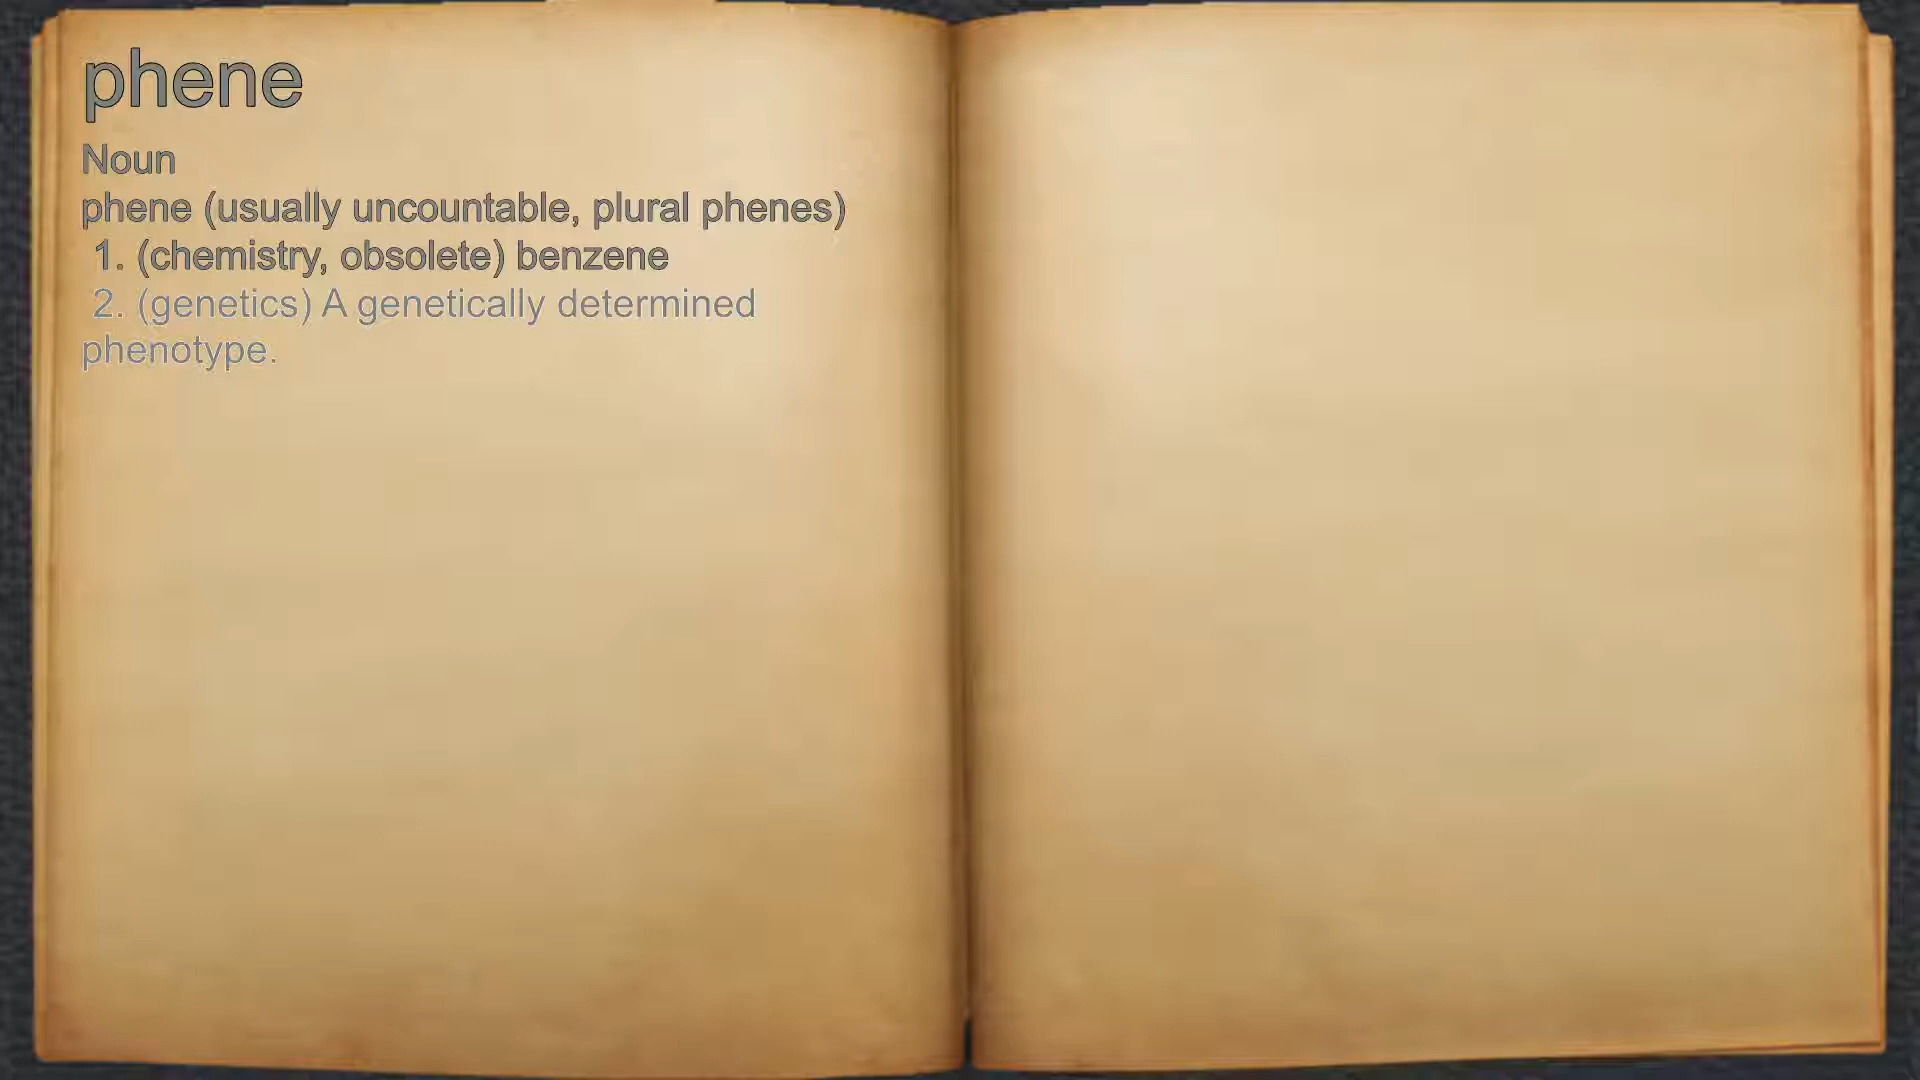 phene
Noun
phene (usually uncountable, plural phenes)
1. (chemistry, obsolete) benzene
2. (genetics) A genetically determined
phenotype.